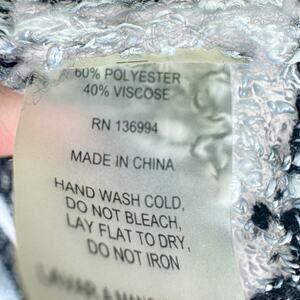 60% POLYESTER
40% VISCOSE
RN 136994
MADE IN CHINA
HAND WASH COLD,
DO NOT BLEACH,
LAY FLAT TO DRY,
DO NOT IRON